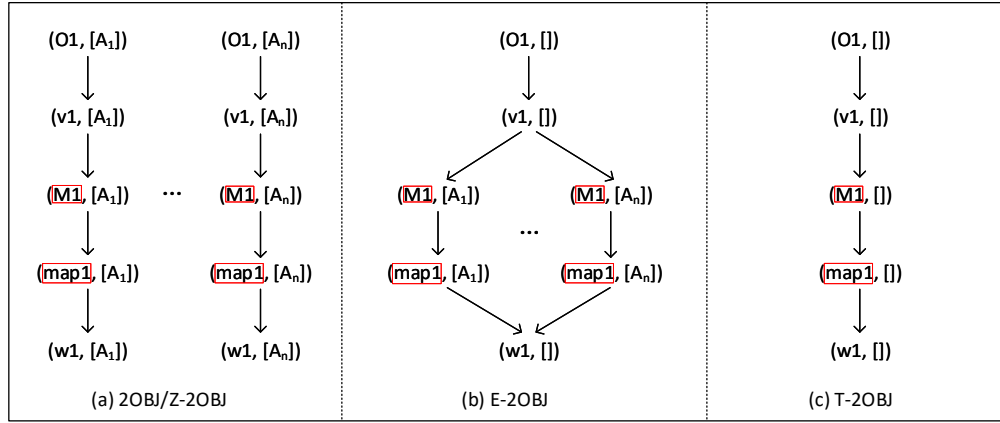 (O1, [A₁]) (O1, [Aₙ]) (O1, []) (O1, [])
(v1, [A₁]) (v1, [Aₙ]) (v1, []) (v1, [])
(M1, [A₁]) ... (M1, [Aₙ]) (M1, [A₁]) (M1, [Aₙ]) (M1, [])
...
(map1, [A₁]) (map1, [Aₙ]) (map1, [A₁]) (map1, [Aₙ]) (map1, [])
(w1, [A₁]) (w1, [Aₙ]) (w1, []) (w1, [])
(a) 2OBJ/Z-2OBJ (b) E-2OBJ (c) T-2OBJ